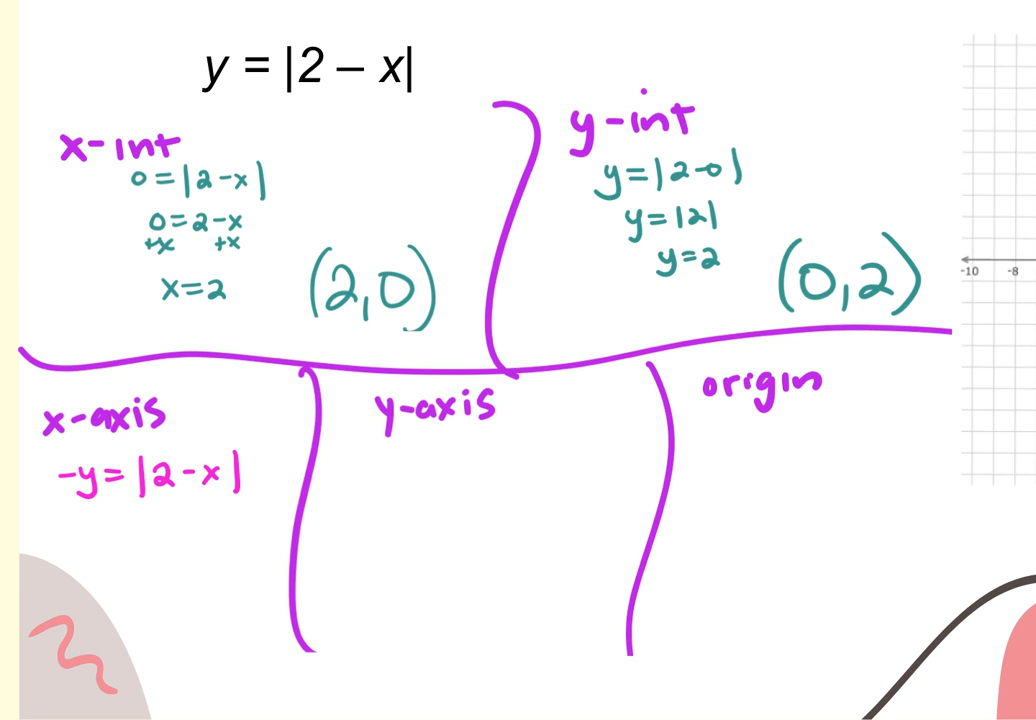 y = |2 – x|
x-int
0 = |2-x|
0 = 2-x
+x +x
x = 2
(2,0)
y-int
y = |2-0|
y = |2|
y = 2
(0,2)
-10 -8
x-axis
-y = |2-x|
y-axis
origin